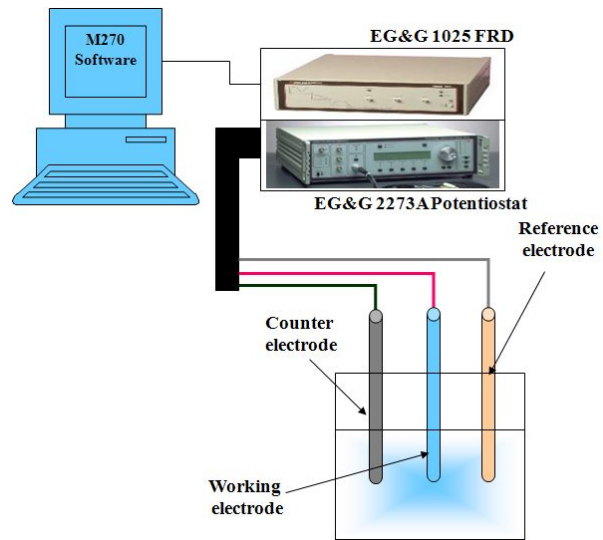 M270
Software
EG&G 1025 FRD
EG&G 2273A Potentiostat
Reference
electrode
Counter
electrode
Working
electrode